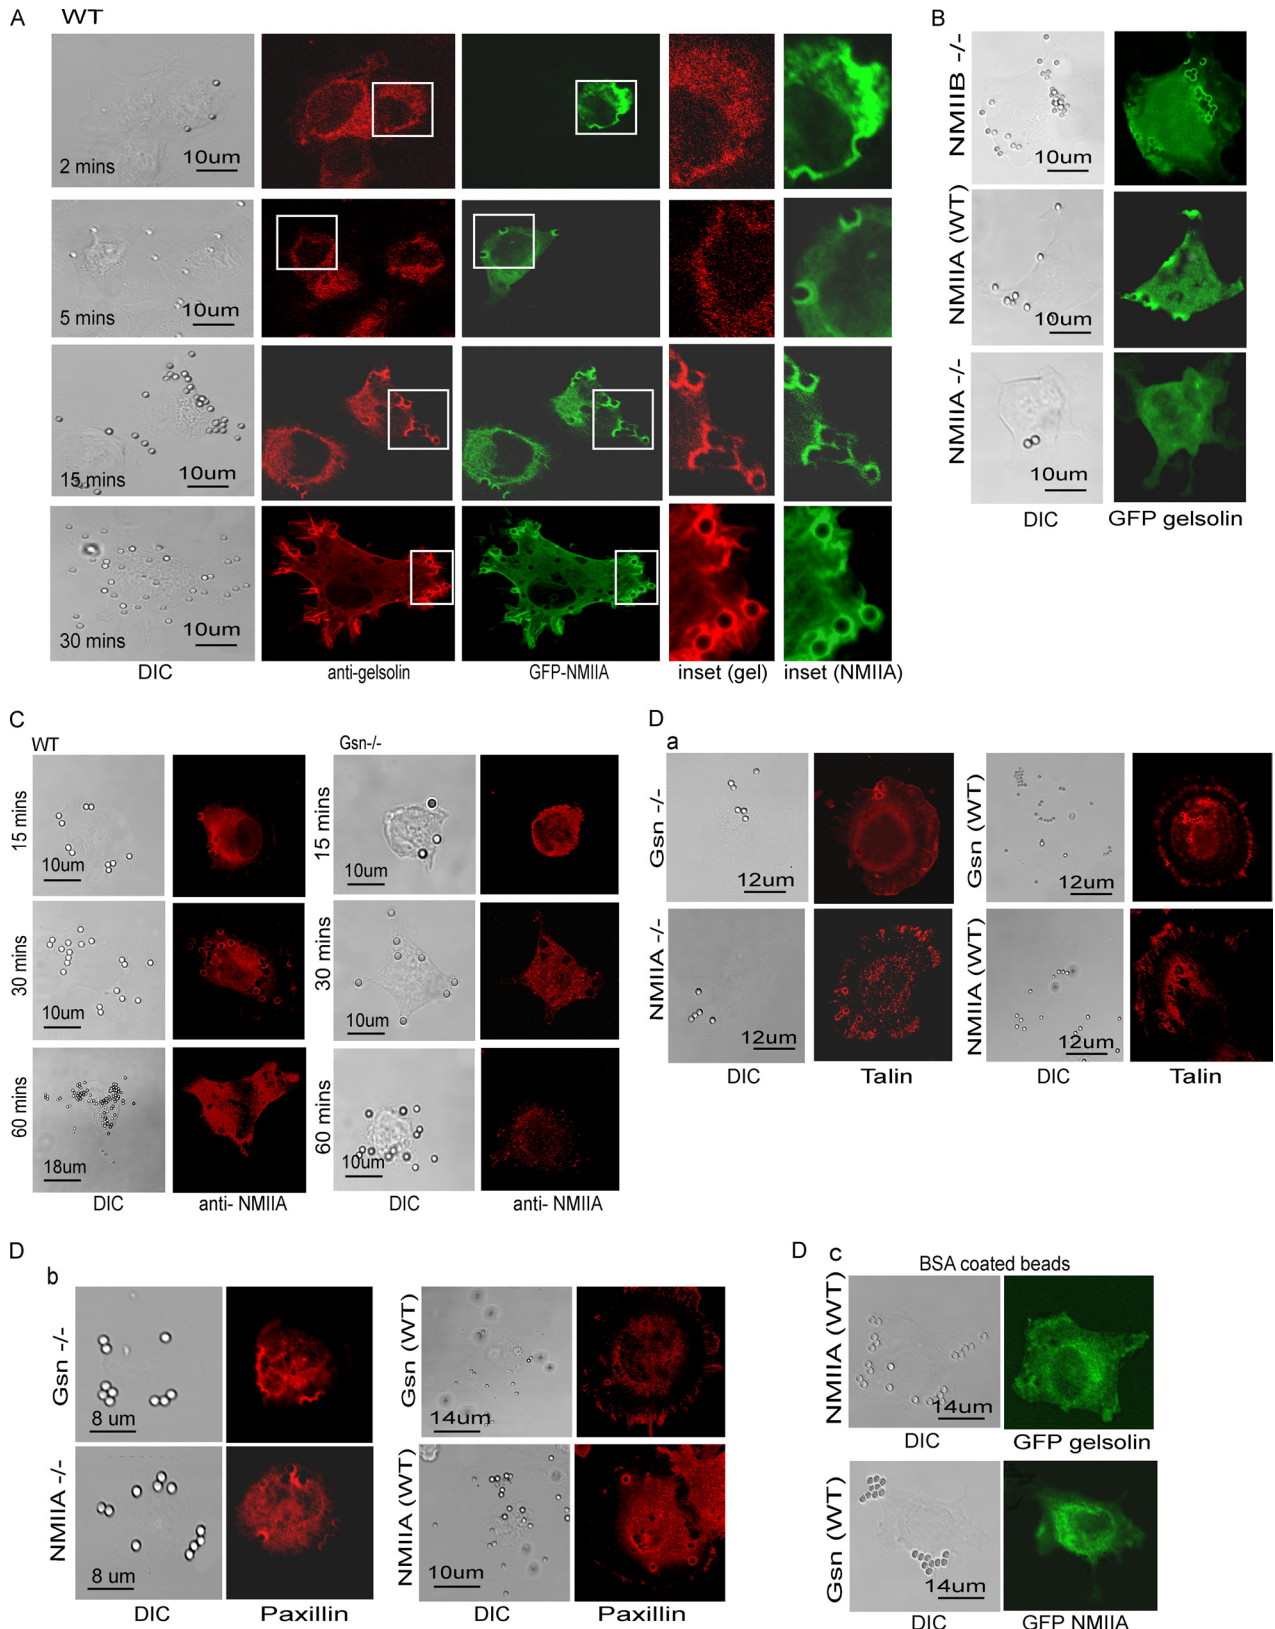 A
WT
2 mins
10um
5 mins
10um
15 mins
10um
30 mins
10um
DIC
anti-gelsolin
GFP-NMIIA
inset (gel)
inset (NMIIA)
B
NMIIB -/-
10um
NMIIA (WT)
10um
NMIIA -/-
10um
DIC
GFP gelsolin
C
WT
Gsn-/-
15 mins
10um
15 mins
10um
30 mins
10um
30 mins
10um
60 mins
18um
60 mins
10um
DIC
anti- NMIIA
DIC
anti- NMIIA
D
a
Gsn -/-
12um
Gsn (WT)
12um
NMIIA -/-
12um
NMIIA (WT)
12um
DIC
Talin
DIC
Talin
D
b
Gsn -/-
8 um
Gsn (WT)
14um
NMIIA -/-
8 um
NMIIA (WT)
10um
DIC
Paxillin
DIC
Paxillin
D
c
BSA coated beads
NMIIA (WT)
14um
DIC
GFP gelsolin
Gsn (WT)
14um
DIC
GFP NMIIA